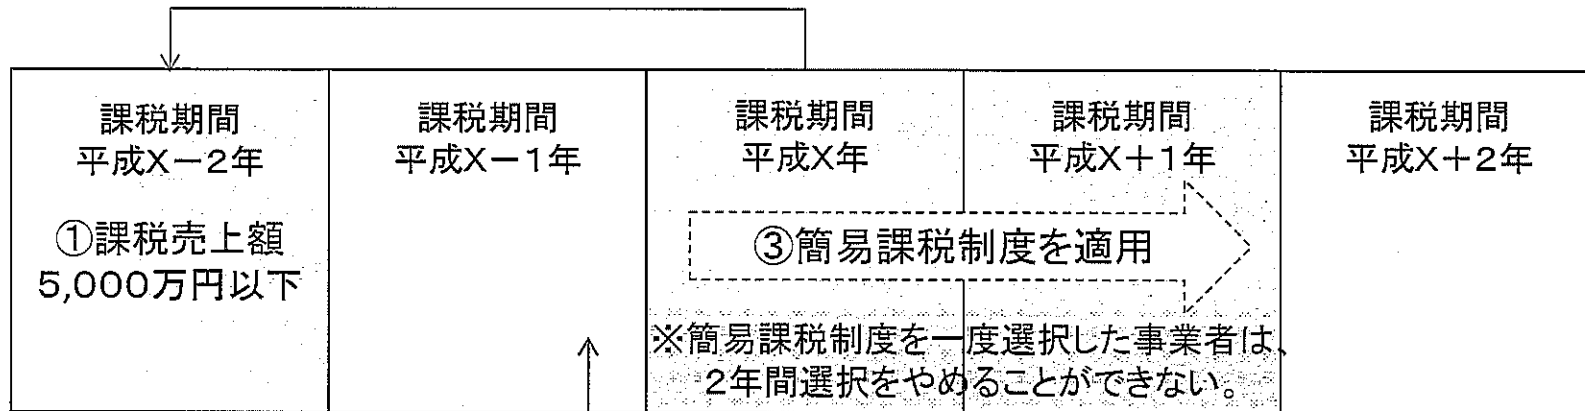 課税期間
平成X－2年
①課税売上額
5,000万円以下
課税期間
平成X－1年
課税期間
平成X年
課税期間
平成X＋1年
③簡易課税制度を適用
※簡易課税制度を一度選択した事業者は、
2年間選択をやめることができない。
課税期間
平成X＋2年